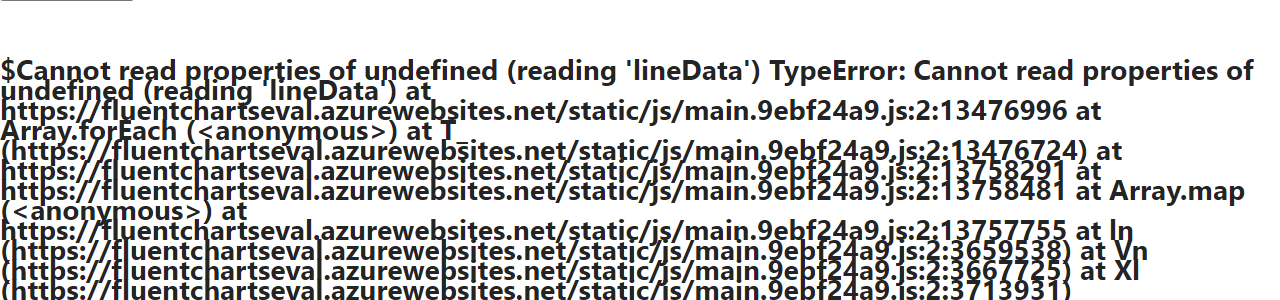 $Cannot read properties of undefined (reading 'lineData') TypeError: Cannot read properties of
undefined (reading 'lineData') at
https://fluentchartseval.azurewebsites.net/static/js/main.9ebf24a9.js:2:13476996 at
Array.forEach (<anonymous>) at T_
(https://fluentchartseval.azurewebsites.net/static/js/main.9ebf24a9.js:2:13476724) at
https://fluentchartseval.azurewebsites.net/static/js/main.9ebf24a9.js:2:13758291 at
https://fluentchartseval.azurewebsites.net/static/js/main.9ebf24a9.js:2:13758481 at Array.map
(<anonymous>) at
https://fluentchartseval.azurewebsites.net/static/js/main.9ebf24a9.js:2:13757755 at ln
(https://fluentchartseval.azurewebsites.net/static/js/main.9ebf24a9.js:2:3659538) at Vn
(https://fluentchartseval.azurewebsites.net/static/js/main.9ebf24a9.js:2:3667725) at Xl
(https://fluentchartseval.azurewebsites.net/static/js/main.9ebf24a9.js:2:3713931)